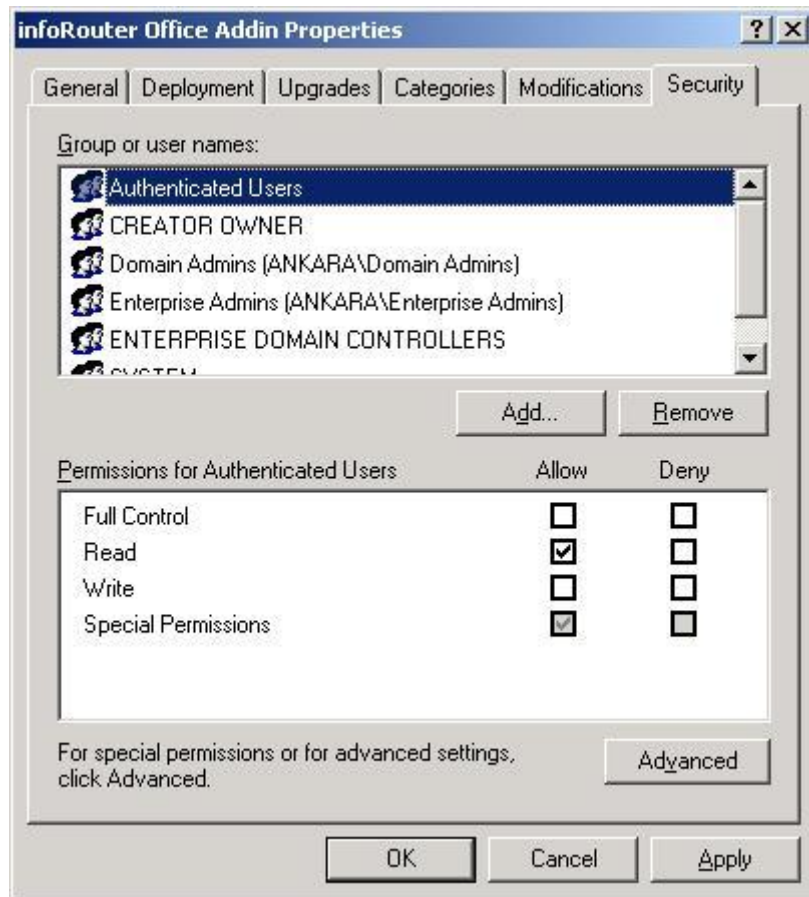 infoRouter Office Addin Properties
General Deployment Upgrades Categories Modifications Security
Group or user names:
Authenticated Users
CREATOR OWNER
Domain Admins (ANKARA\Domain Admins)
Enterprise Admins (ANKARA\Enterprise Admins)
ENTERPRISE DOMAIN CONTROLLERS
SYSTEM
Add... Remove
Permissions for Authenticated Users Allow Deny
Full Control
Read
Write
Special Permissions
For special permissions or for advanced settings,
click Advanced.
Advanced
OK Cancel Apply